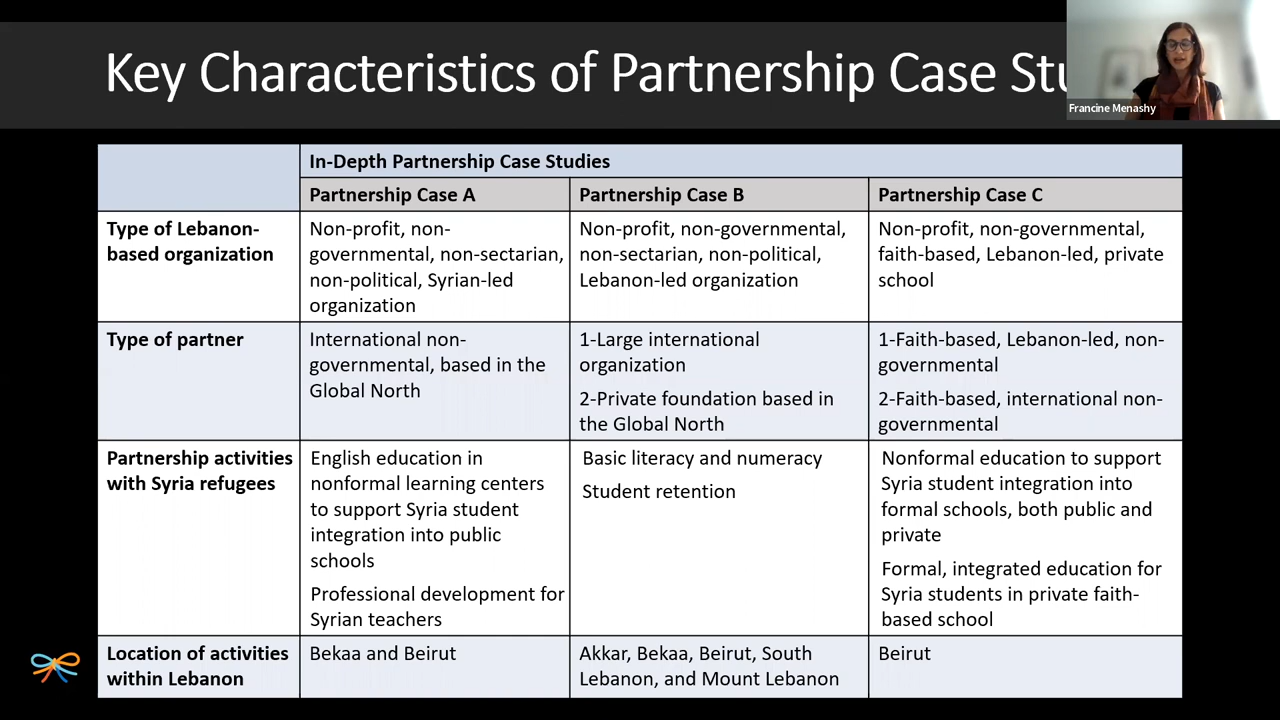 Key Characteristics of Partnership Case Stu
Francine Menashy
In-Depth Partnership Case Studies
Partnership Case A
Partnership Case B
Partnership Case C
Type of Lebanon-
based organization
Non-profit, non-
governmental, non-sectarian,
non-political, Syrian-led
organization
Non-profit, non-governmental,
non-sectarian, non-political,
Lebanon-led organization
Non-profit, non-governmental,
faith-based, Lebanon-led, private
school
Type of partner
International non-
governmental, based in the
Global North
1-Large international
organization
2-Private foundation based in
the Global North
1-Faith-based, Lebanon-led, non-
governmental
2-Faith-based, international non-
governmental
Partnership activities
with Syria refugees
English education in
nonformal learning centers
to support Syria student
integration into public
schools
Professional development for
Syrian teachers
Basic literacy and numeracy
Student retention
Nonformal education to support
Syria student integration into
formal schools, both public and
private
Formal, integrated education for
Syria students in private faith-
based school
Location of activities
within Lebanon
Bekaa and Beirut
Akkar, Bekaa, Beirut, South
Lebanon, and Mount Lebanon
Beirut